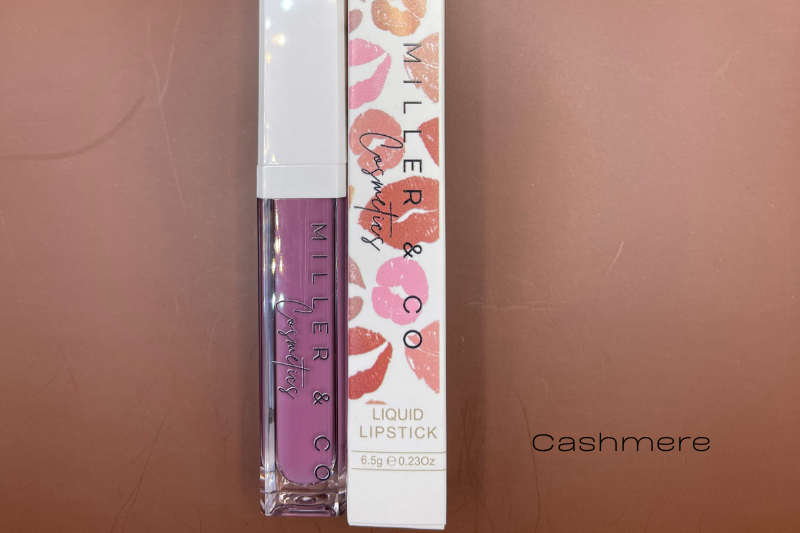 MILLER & CO
Cosmetics
MILLER & CO
Cosmetics
LIQUID
LIPSTICK
6.5g ℮ 0.23Oz
Cashmere